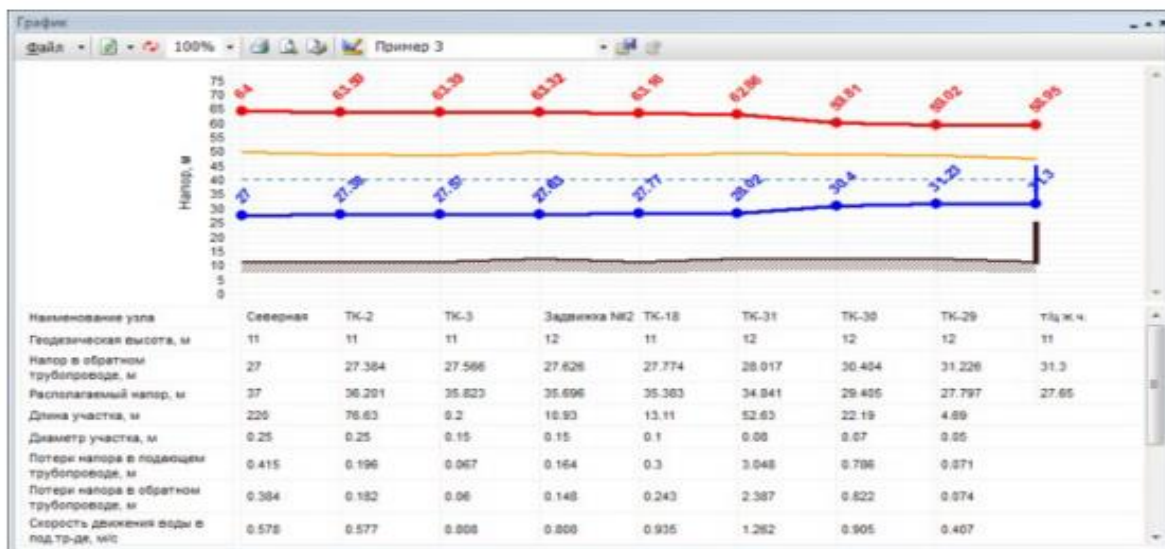 График
Файл 100% Пример 3
75
70
65
60
55
50
45
40
35
30
25
20
15
10
5
0
Напор, м
64 63.59 63.39 63.32 63.16 62.86 59.81 59.02 58.95
27 27.38 27.57 27.63 27.77 28.02 30.4 31.23 31.3
Наименование узла Северная ТК-2 ТК-3 Задвижка №2 ТК-18 ТК-31 ТК-30 ТК-29 т/ц ж.ч.
Геодезическая высота, м 11 11 11 12 11 12 12 12 11
Напор в обратном
трубопроводе, м 27 27.384 27.566 27.626 27.774 28.017 30.404 31.226 31.3
Располагаемый напор, м 37 36.201 35.823 35.696 35.383 34.841 29.405 27.797 27.65
Длина участка, м 226 76.63 9.2 10.93 13.11 52.63 22.19 4.69
Диаметр участка, м 0.25 0.25 0.15 0.15 0.1 0.08 0.07 0.05
Потери напора в подающем
трубопроводе, м 0.415 0.196 0.067 0.164 0.3 3.048 0.786 0.071
Потери напора в обратном
трубопроводе, м 0.384 0.182 0.06 0.148 0.243 2.387 0.822 0.074
Скорость движения воды в
под.тр-де, м/с 0.578 0.577 0.808 0.808 0.935 1.262 0.905 0.407